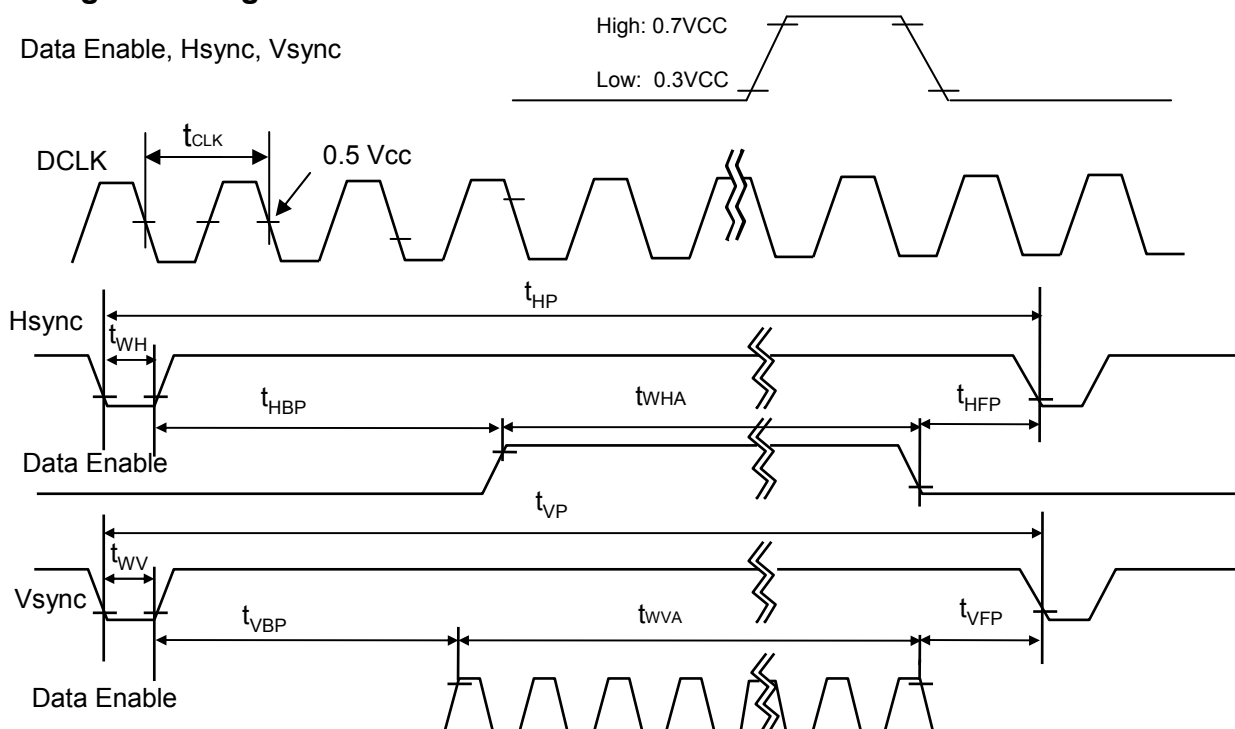 Data Enable, Hsync, Vsync
High: 0.7VCC
Low: 0.3VCC
tCLK
DCLK
0.5 Vcc
tHP
Hsync
tWH
tHBP
tWHA
tHFP
Data Enable
tVP
tWV
Vsync
tVBP
tWVA
tVFP
Data Enable